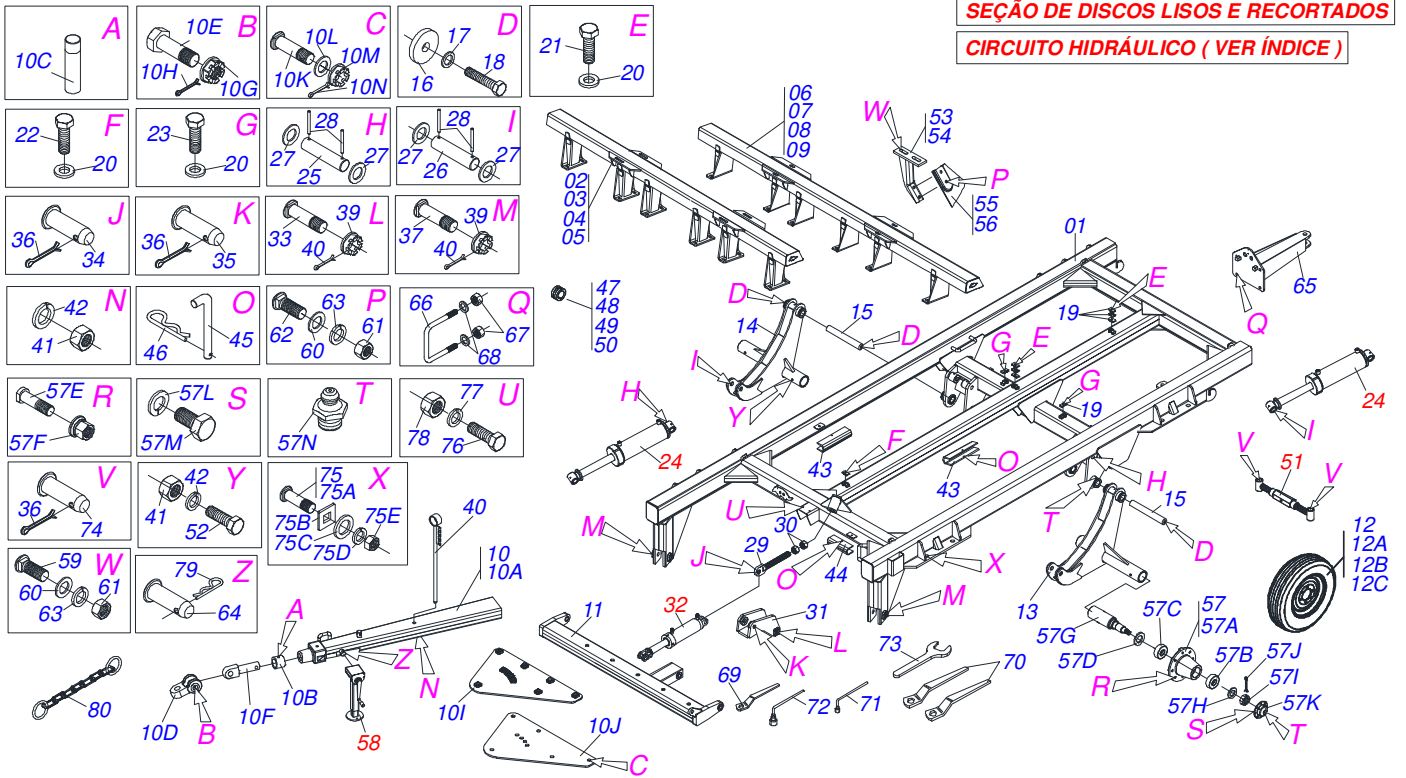 SEÇÃO DE DISCOS LISOS E RECORTADOS
CIRCUITO HIDRÁULICO ( VER ÍNDICE )
A
10C
B
10E
10H
10G
C
10L
10M
10K
10N
D
17
16
18
E
21
20
F
22
20
G
23
20
H
28
27
27
25
I
28
27
27
26
J
36
34
K
36
35
L
39
33
40
M
39
37
40
N
42
41
O
46
45
P
63
62
60
61
Q
66
67
68
R
57E
57F
S
57L
57M
T
57N
U
77
78
76
V
36
74
Y
42
41
52
X
75
75A
75B
75C
75D
75E
W
59
60
63
61
Z
79
64
06
07
08
09
02
03
04
05
W
53
54
P
55
56
01
65
Q
47
48
49
50
D
14
15
D
I
Y
E
19
G
E
G
19
H
24
24
I
F
43
O
43
V
51
V
H
T
15
D
M
U
30
29
J
O
44
X
M
12
12A
12B
12C
13
40
10
10A
A
Z
N
10B
10F
10D
B
58
80
11
32
31
L
K
10I
10J
C
69
72
71
73
70
57G
57C
57
57A
57D
57B
57J
57I
R
57H
57K
S
T